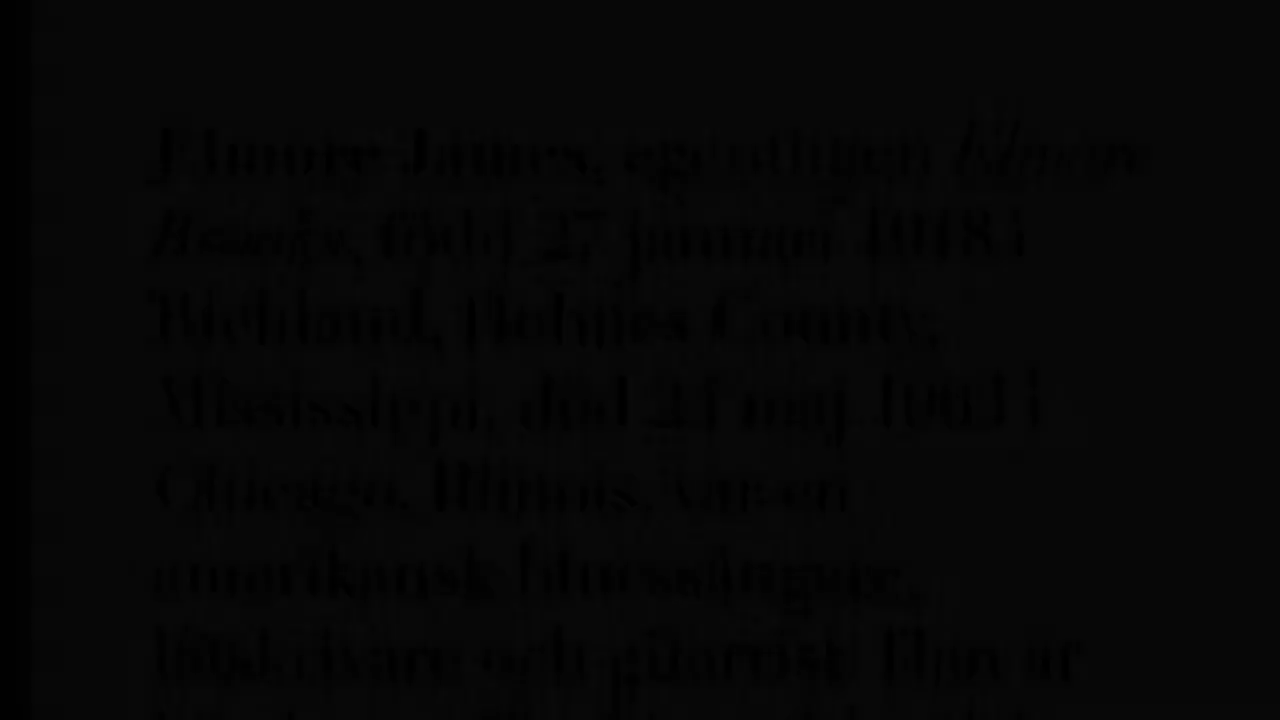 Elmore James, egentligen Elmore
Brooks, född 27 januari 1918 i
Richland, Holmes County,
Mississippi, död 24 maj 1963 i
Chicago, Illinois, var en
amerikansk bluessångare,
låtskrivare och gitarrist. Han är